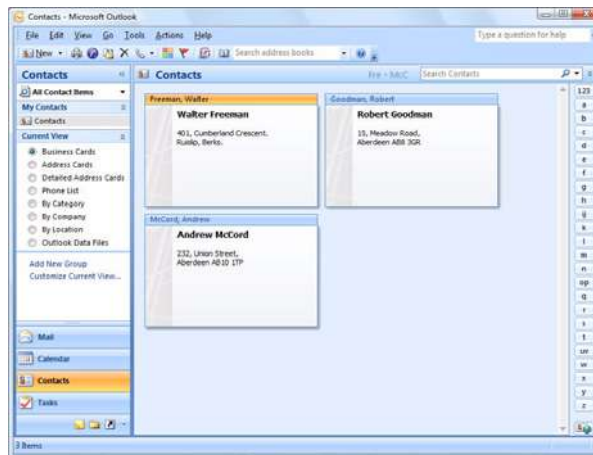 Contacts - Microsoft Outlook
File Edit View Go Tools Actions Help
Type a question for help
New
Search address books
Contacts
Contacts
Fre - McC
Search Contacts
All Contact Items
My Contacts
Contacts
Current View
Business Cards
Address Cards
Detailed Address Cards
Phone List
By Category
By Company
By Location
Outlook Data Files
Add New Group
Customize Current View...
Mail
Calendar
Contacts
Tasks
3 Items
Freeman, Walter
Walter Freeman
401, Cumberland Crescent,
Ruislip, Berks.
Goodman, Robert
Robert Goodman
15, Meadow Road,
Aberdeen AB8 3GR
McCord, Andrew
Andrew McCord
232, Union Street,
Aberdeen AB10 1TP
123
a
b
c
d
e
f
g
h
ij
k
l
m
n
op
q
r
s
t
uv
w
x
y
z